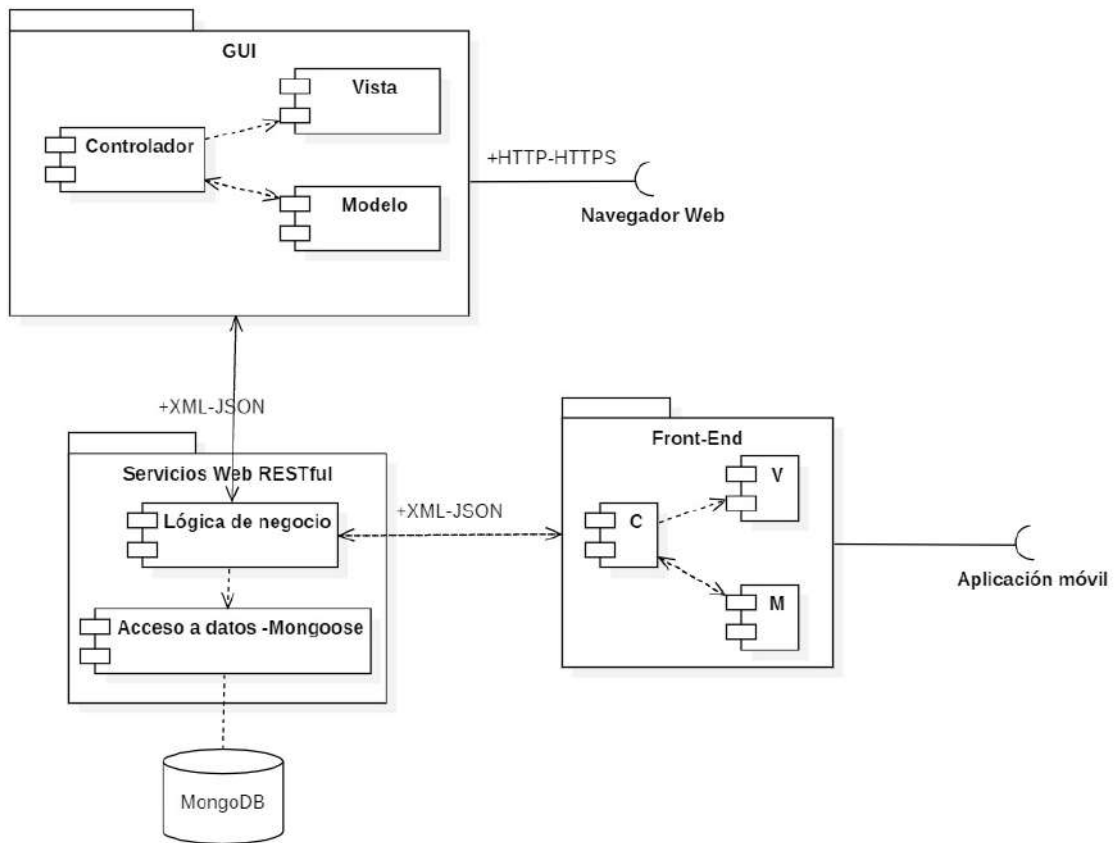 GUI
Vista
Controlador
Modelo
+HTTP-HTTPS
Navegador Web
+XML-JSON
Servicios Web RESTful
Lógica de negocio
Acceso a datos -Mongoose
MongoDB
+XML-JSON
Front-End
V
C
M
Aplicación móvil